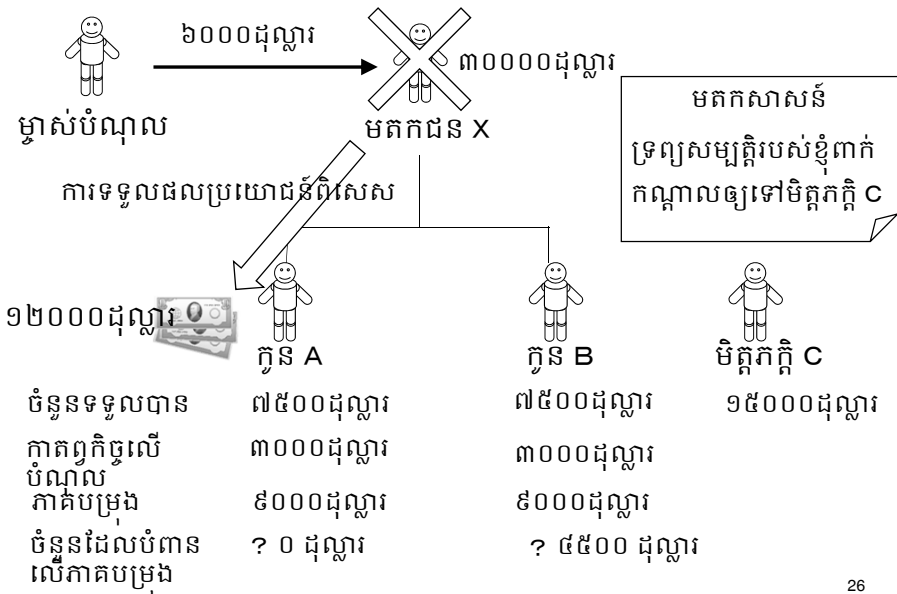 ៦០០០ដុល្លារ
៣០០០០ដុល្លារ
ម្ចាស់បំណុល
មតកជន X
មតកសាសន៍
ទ្រព្យសម្បត្តិរបស់ខ្ញុំពាក់
កណ្ដាលឲ្យទៅមិត្តភក្ដិ C
ការទទួលផលប្រយោជន៍ពិសេស
១២០០០ដុល្លារ
កូន A
កូន B
មិត្តភក្ដិ C
ចំនួនទទួលបាន
៧៥០០ដុល្លារ
៧៥០០ដុល្លារ
១៥០០០ដុល្លារ
កាតព្វកិច្ចលើ
បំណុល
៣០០០ដុល្លារ
៣០០០ដុល្លារ
ភាគបម្រុង
៩០០០ដុល្លារ
៩០០០ដុល្លារ
ចំនួនដែលបំពាន
លើភាគបម្រុង
? ០ ដុល្លារ
? ៤៥០០ ដុល្លារ
26